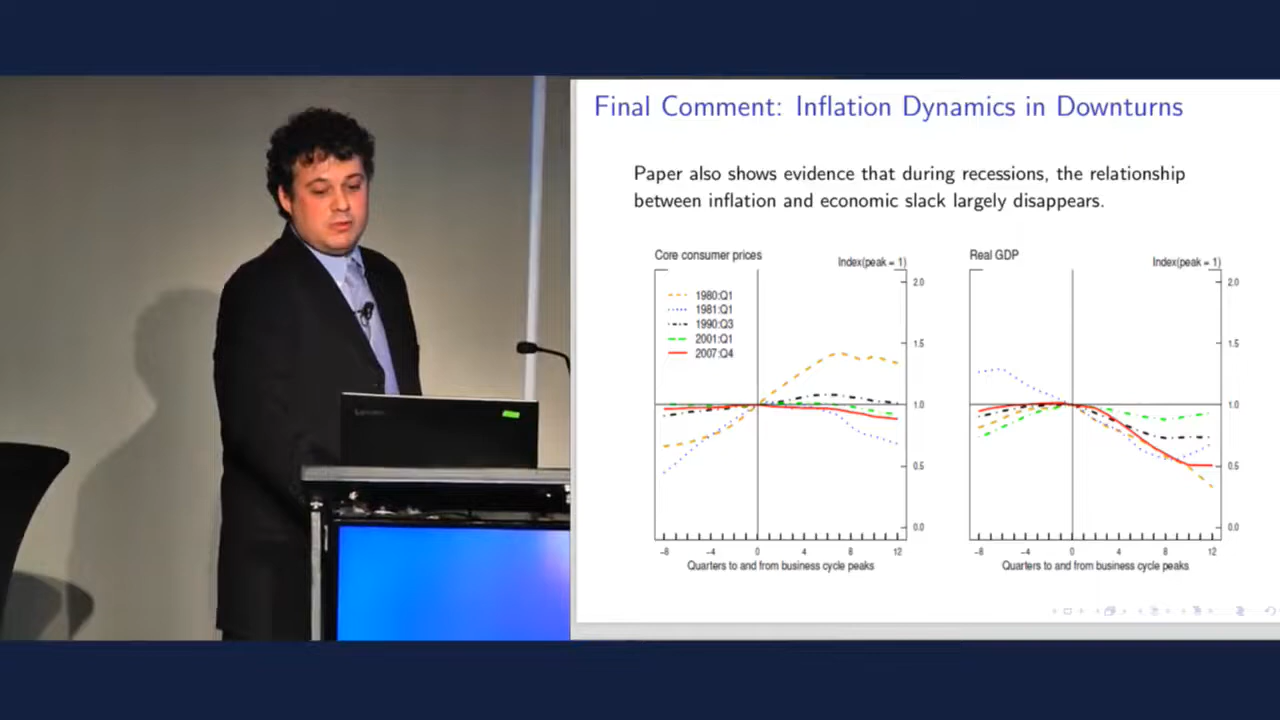 Final Comment: Inflation Dynamics in Downturns
Paper also shows evidence that during recessions, the relationship
between inflation and economic slack largely disappears.
Core consumer prices
Index(peak = 1)
2.0
1980:Q1
1981:Q1
1990:Q3
2001:Q1
2007:Q4
1.5
1.0
0.5
0.0
-8 -4 0 4 8 12
Quarters to and from business cycle peaks
Real GDP
Index(peak = 1)
2.0
1.5
1.0
0.5
0.0
-8 -4 0 4 8 12
Quarters to and from business cycle peaks
Lenovo